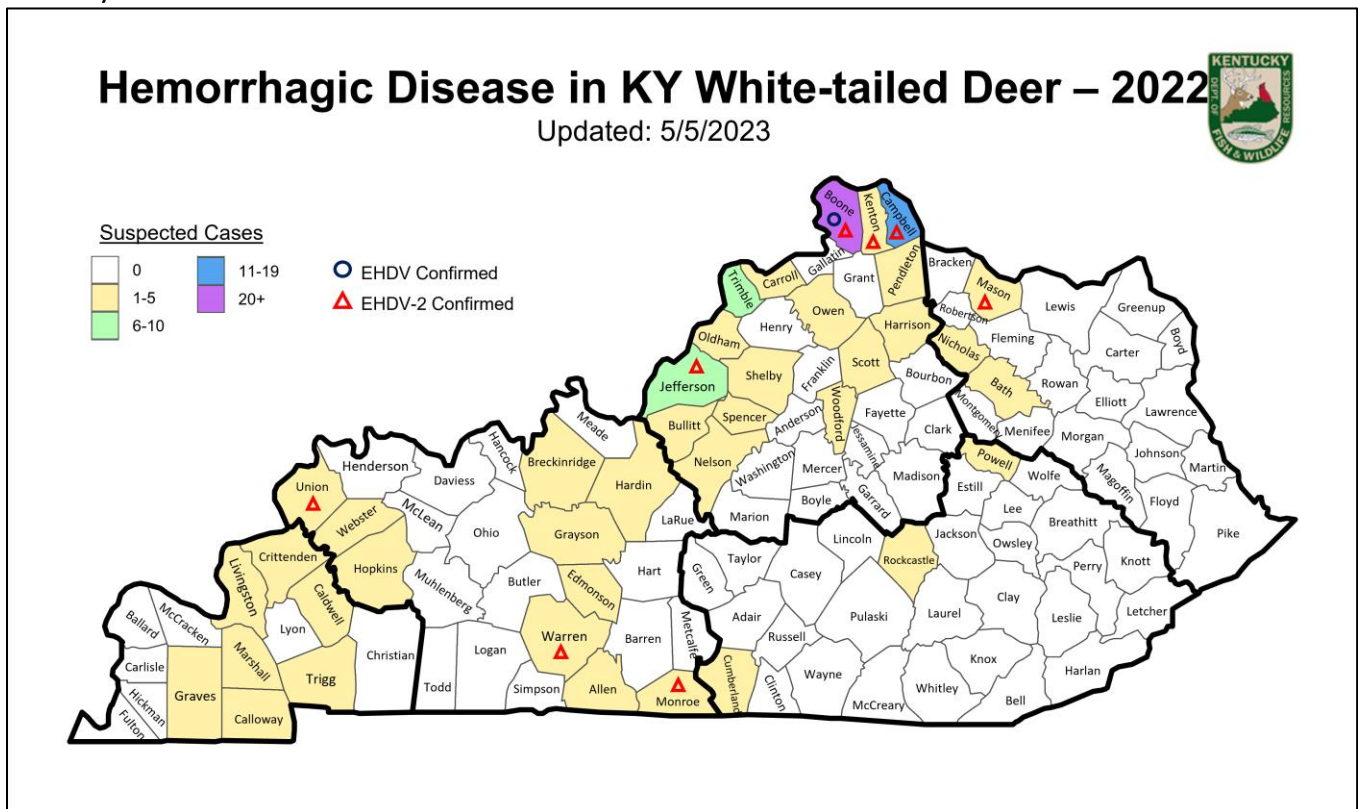 Hemorrhagic Disease in KY White-tailed Deer – 2022
Updated: 5/5/2023
KENTUCKY
DEPT. OF
FISH & WILDLIFE
RESOURCES
Suspected Cases
0
1-5
6-10
11-19
20+
EHDV Confirmed
EHDV-2 Confirmed
Boone
Kenton
Campbell
Gallatin
Grant
Pendleton
Carroll
Trimble
Owen
Henry
Oldham
Harrison
Scott
Franklin
Shelby
Jefferson
Bourbon
Bullitt
Spencer
Anderson
Woodford
Fayette
Jessamine
Clark
Nelson
Washington
Mercer
Madison
Garrard
Boyle
Marion
Bracken
Mason
Robertson
Lewis
Greenup
Boyd
Fleming
Carter
Nicholas
Bath
Rowan
Elliott
Lawrence
Montgomery
Menifee
Morgan
Johnson
Martin
Magoffin
Floyd
Pike
Meade
Hancock
Breckinridge
Henderson
Daviess
Union
Webster
McLean
Ohio
Hardin
LaRue
Grayson
Hopkins
Muhlenberg
Butler
Edmonson
Hart
Warren
Barren
Metcalfe
Logan
Todd
Simpson
Allen
Monroe
Crittenden
Livingston
Caldwell
Lyon
McCracken
Ballard
Carlisle
Hickman
Fulton
Graves
Marshall
Calloway
Trigg
Christian
Powell
Wolfe
Estill
Lee
Breathitt
Jackson
Owsley
Knott
Perry
Lincoln
Rockcastle
Taylor
Green
Casey
Adair
Pulaski
Laurel
Clay
Leslie
Letcher
Russell
Wayne
Knox
Harlan
Cumberland
Clinton
McCreary
Whitley
Bell